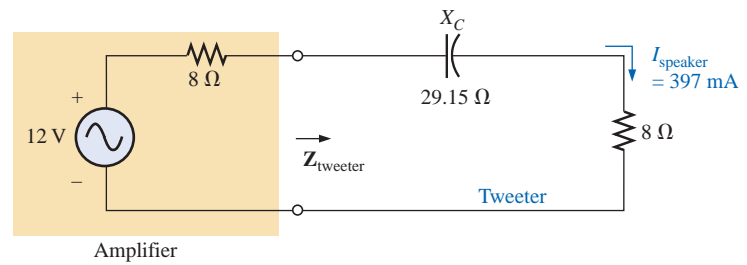 X_C
I_speaker
= 397 mA
8 Ω
29.15 Ω
+
12 V
−
8 Ω
Z_tweeter
Tweeter
Amplifier